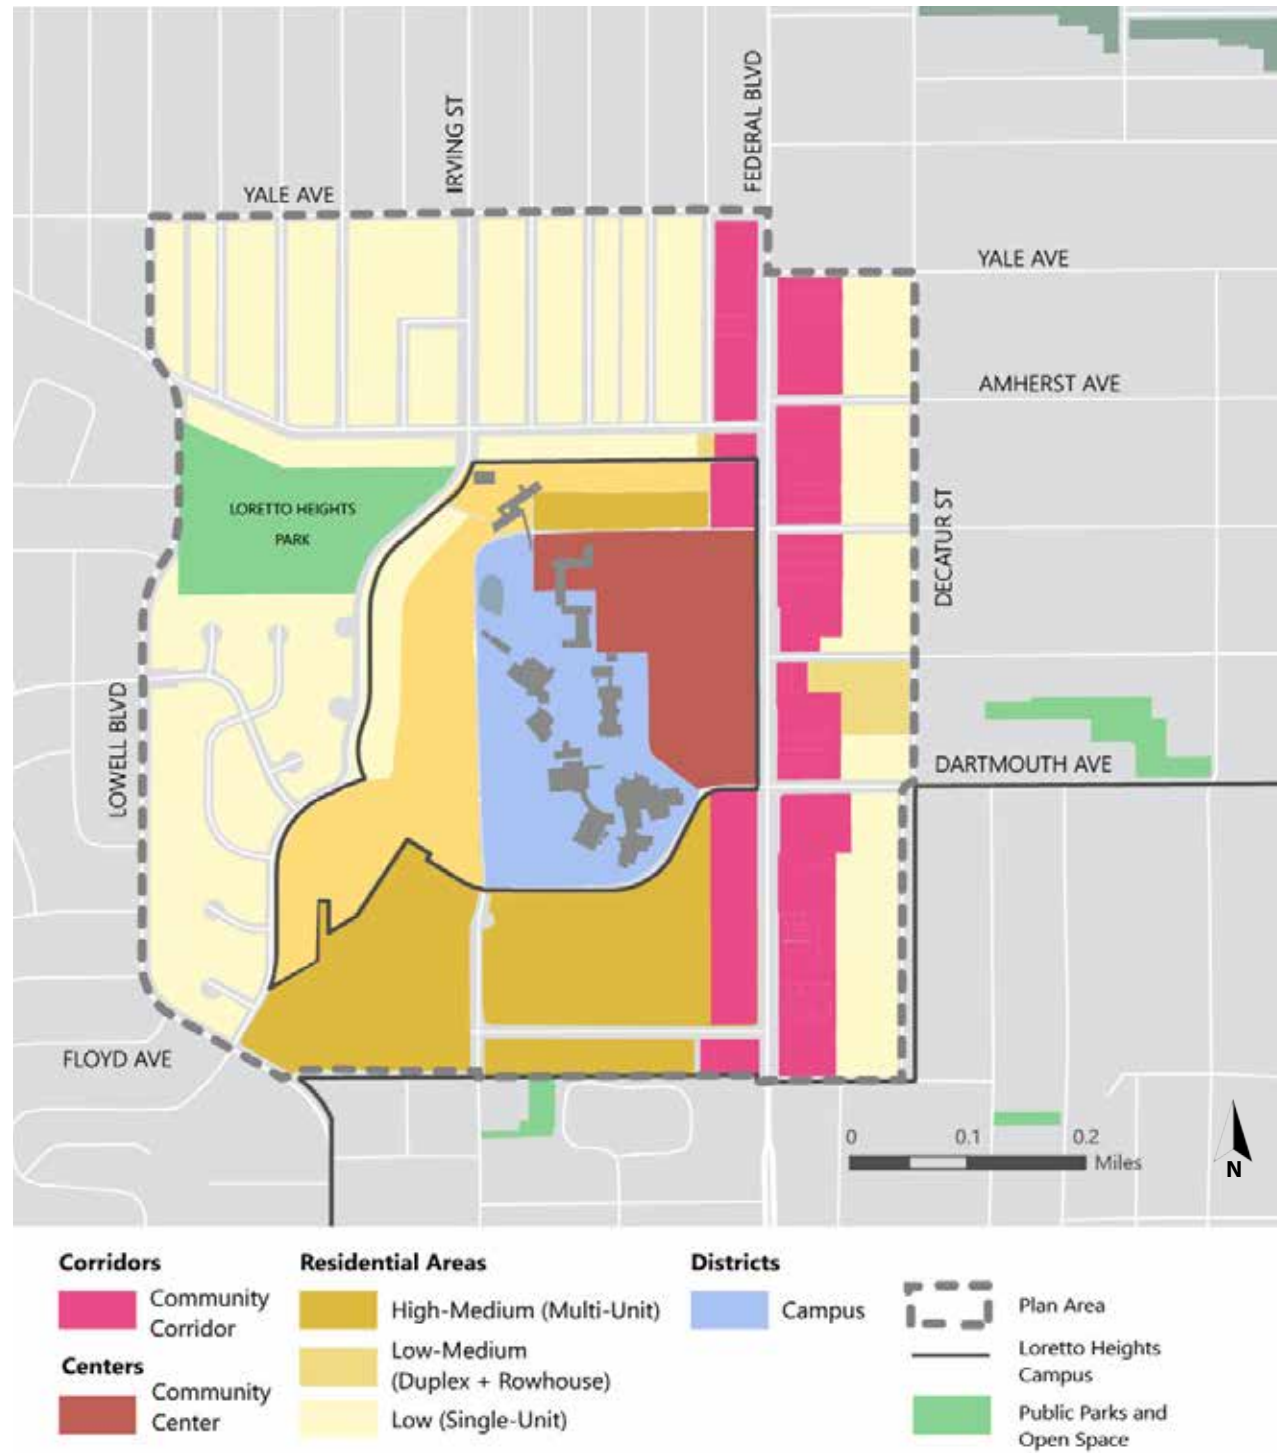 IRVING ST
FEDERAL BLVD
YALE AVE
YALE AVE
AMHERST AVE
LORETTO HEIGHTS
PARK
DECATUR ST
LOWELL BLVD
DARTMOUTH AVE
FLOYD AVE
0 0.1 0.2
Miles
N
Corridors
Community
Corridor
Centers
Community
Center
Residential Areas
High-Medium (Multi-Unit)
Low-Medium
(Duplex + Rowhouse)
Low (Single-Unit)
Districts
Campus
Plan Area
Loretto Heights
Campus
Public Parks and
Open Space